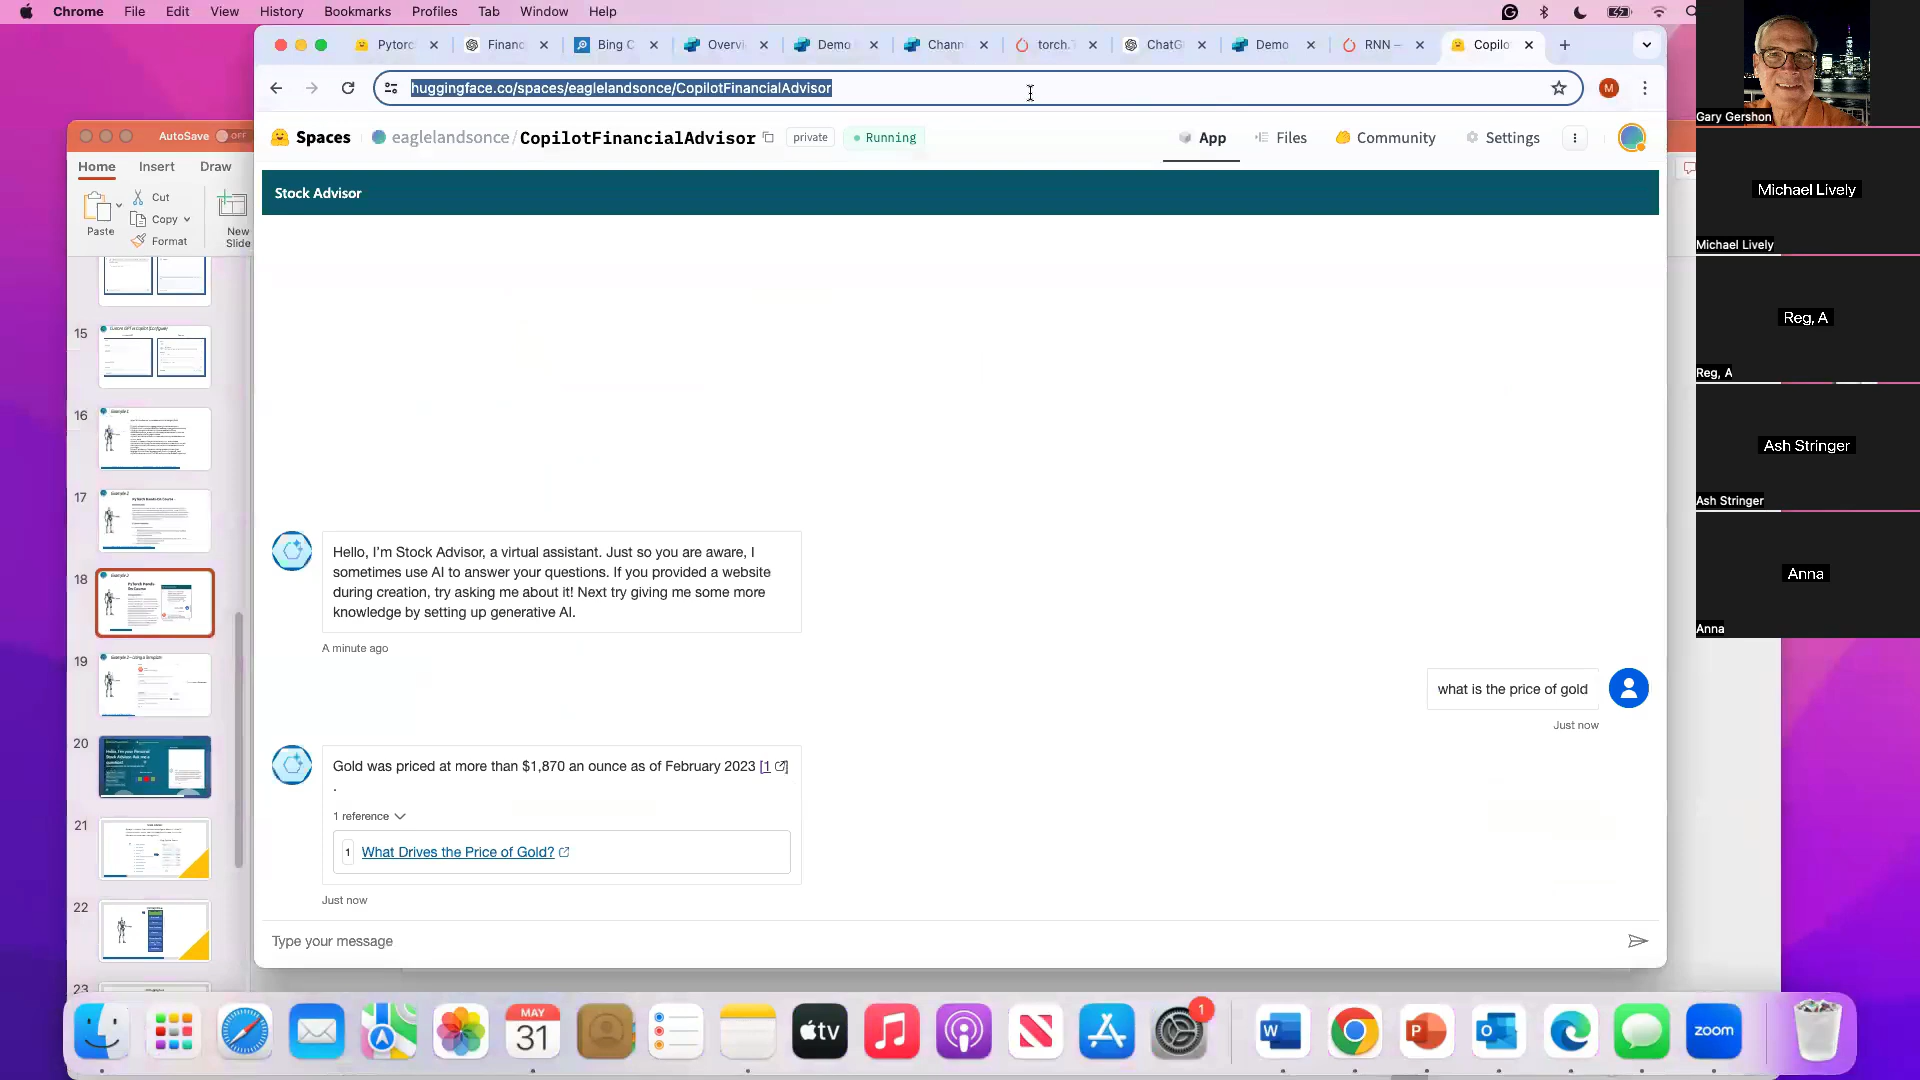 Chrome File Edit View History Bookmarks Profiles Tab Window Help
Pytorc
Financ
Bing C
Overvi
Demo
Chann
torch.
ChatG
Demo
RNN –
Copilo
huggingface.co/spaces/eaglelandsonce/CopilotFinancialAdvisor
M
Spaces
eaglelandsonce/CopilotFinancialAdvisor
private
Running
App
Files
Community
Settings
Stock Advisor
Hello, I'm Stock Advisor, a virtual assistant. Just so you are aware, I
sometimes use AI to answer your questions. If you provided a website
during creation, try asking me about it! Next try giving me some more
knowledge by setting up generative AI.
A minute ago
what is the price of gold
Just now
Gold was priced at more than $1,870 an ounce as of February 2023 [1]
.
1 reference
1 What Drives the Price of Gold?
Just now
Type your message
AutoSave OFF
Home Insert Draw
Paste
Cut
Copy
Format
New
Slide
15
16
17
18
19
20
21
22
23
Gary Gershon
Michael Lively
Michael Lively
Reg, A
Reg, A
Ash Stringer
Ash Stringer
Anna
Anna
MAY
31
tv
1
W
P
O
zoom